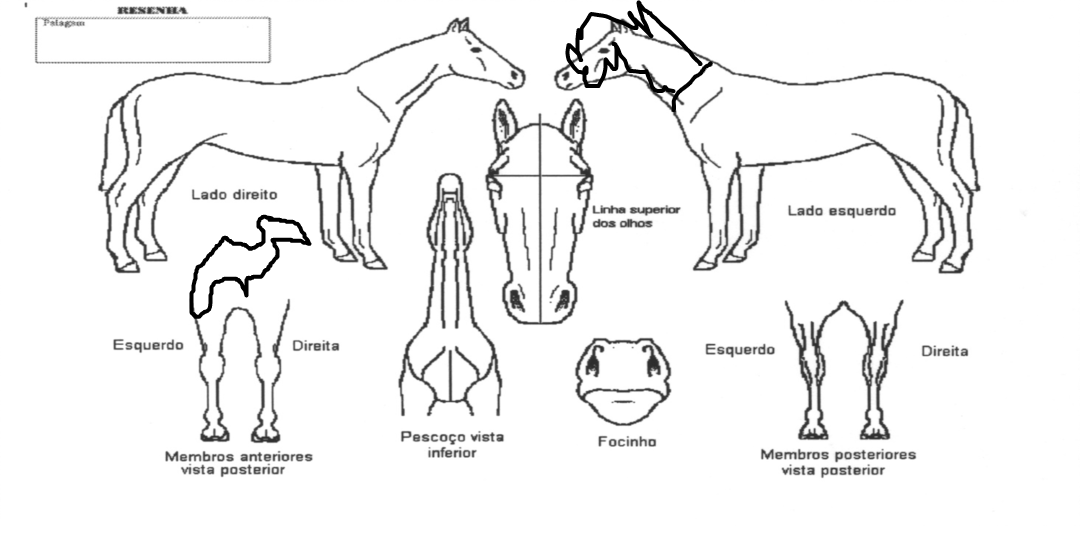 RESENHA
Pelagem
Lado direito
Linha superior
dos olhos
Lado esquerdo
Esquerdo
Direita
Esquerdo
Direita
Pescoço vista
inferior
Focinho
Membros anteriores
vista posterior
Membros posteriores
vista posterior